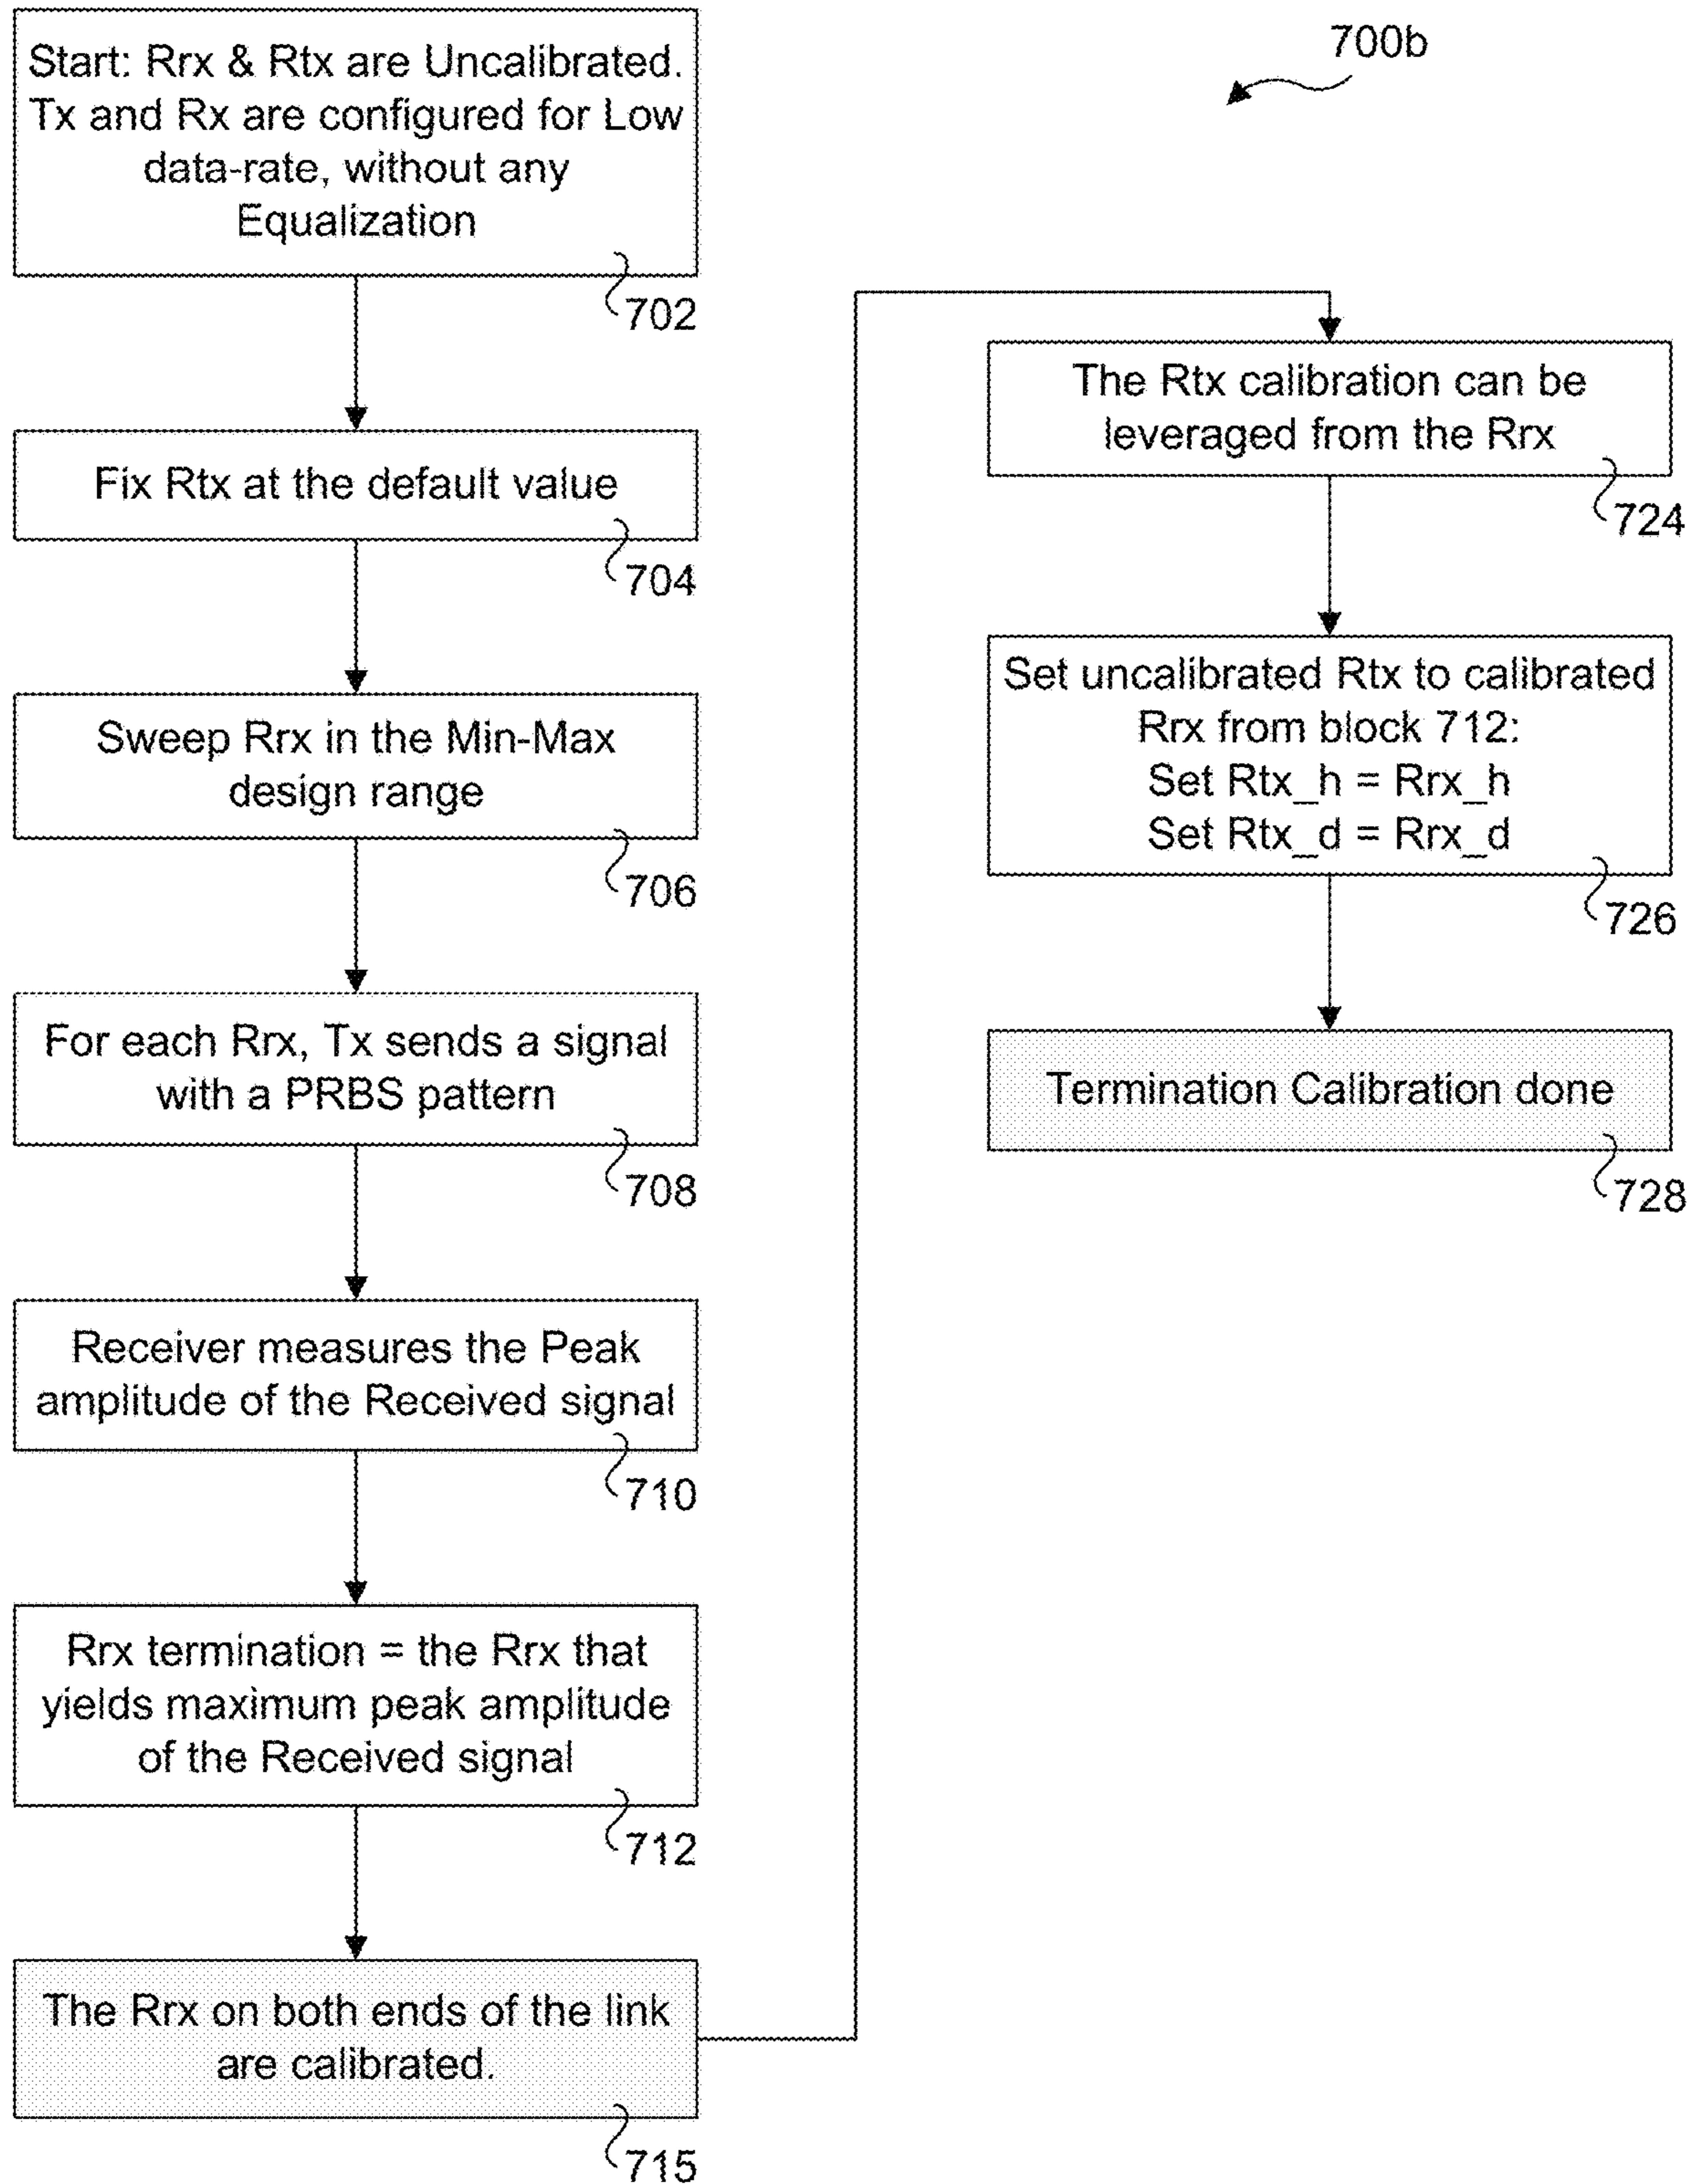 700b
Start: Rrx & Rtx are Uncalibrated.
Tx and Rx are configured for Low
data-rate, without any
Equalization
702
Fix Rtx at the default value
704
Sweep Rrx in the Min-Max
design range
706
For each Rrx, Tx sends a signal
with a PRBS pattern
708
Receiver measures the Peak
amplitude of the Received signal
710
Rrx termination = the Rrx that
yields maximum peak amplitude
of the Received signal
712
The Rrx on both ends of the link
are calibrated.
715
The Rtx calibration can be
leveraged from the Rrx
724
Set uncalibrated Rtx to calibrated
Rrx from block 712:
Set Rtx_h = Rrx_h
Set Rtx_d = Rrx_d
726
Termination Calibration done
728